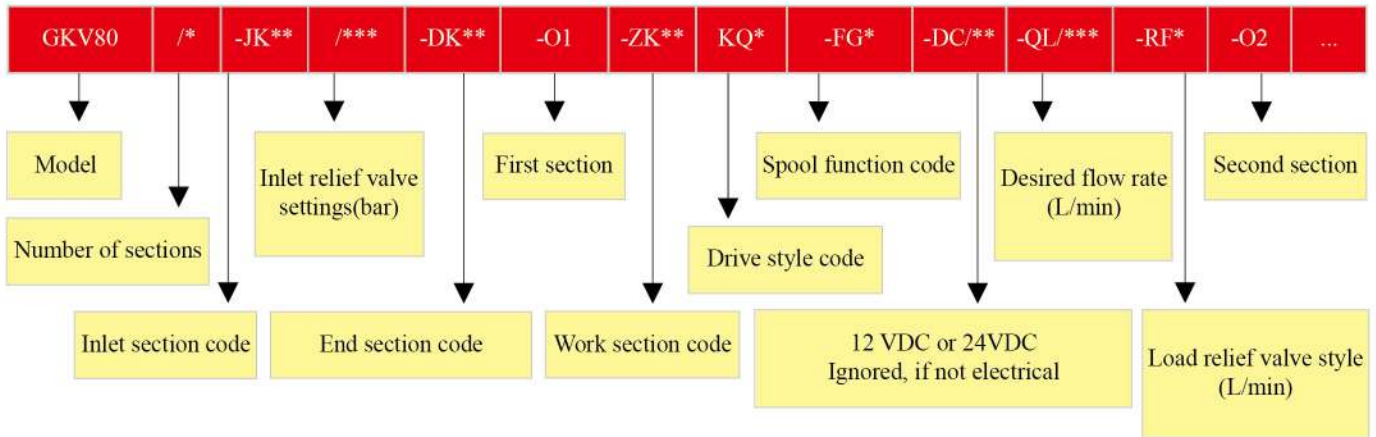 GKV80 /* -JK** /*** -DK** -O1 -ZK** KQ* -FG* -DC/** -QL/*** -RF* -O2 ...
Model
Number of sections
Inlet section code
Inlet relief valve
settings(bar)
End section code
First section
Work section code
Drive style code
Spool function code
12 VDC or 24VDC
Ignored, if not electrical
Desired flow rate
(L/min)
Load relief valve style
(L/min)
Second section